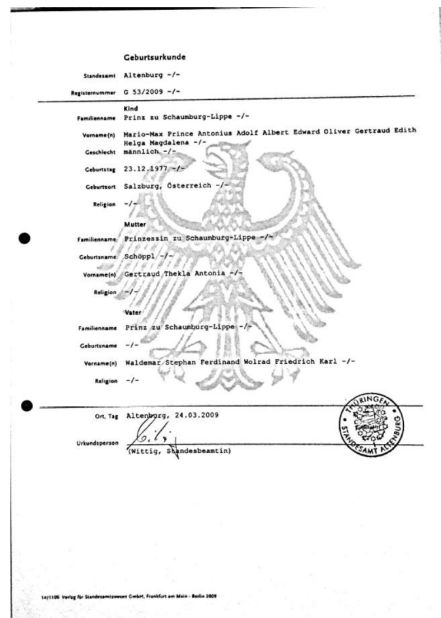 Geburtsurkunde
Standesamt Altenburg -/-
Registernummer G 53/2009 -/-
Kind
Familienname Prinz zu Schaumburg-Lippe -/-
Vorname(n) Mario-Max Prince Antonius Adolf Albert Edward Oliver Gertraud Edith
Helga Magdalena -/-
Geschlecht männlich -/-
Geburtstag 23.12.1977 -/-
Geburtsort Salzburg, Österreich -/-
Religion -/-
Mutter
Familienname Prinzessin zu Schaumburg-Lippe -/-
Geburtsname Schöppl -/-
Vorname(n) Gertraud Thekla Antonia -/-
Religion -/-
Vater
Familienname Prinz zu Schaumburg-Lippe -/-
Geburtsname -/-
Vorname(n) Waldemar Stephan Ferdinand Wolrad Friedrich Karl -/-
Religion -/-
Ort, Tag Altenburg, 24.03.2009
Urkundsperson
(Wittig, Standesbeamtin)
THÜRINGEN
STANDESAMT ALTENBURG
Verlag für Standesamtswesen GmbH, Frankfurt am Main - Berlin 2009